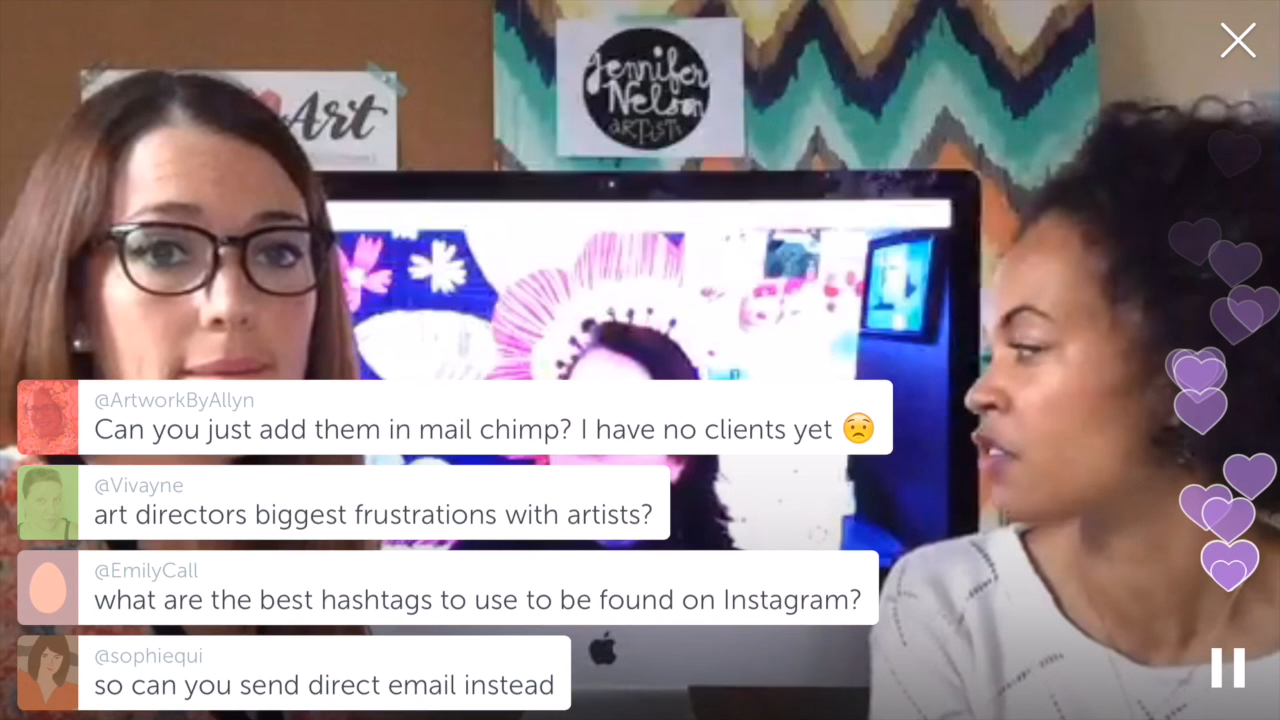 Art
Jennifer
Nelson
ARTIST
@ArtworkByAllyn
Can you just add them in mail chimp? I have no clients yet 😟
@Vivayne
art directors biggest frustrations with artists?
@EmilyCall
what are the best hashtags to use to be found on Instagram?
@sophiequi
so can you send direct email instead